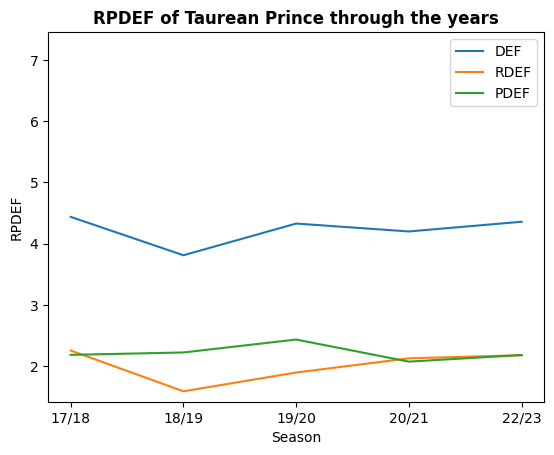 RPDEF of Taurean Prince through the years
DEF
RDEF
PDEF
7
6
5
4
3
2
RPDEF
17/18 18/19 19/20 20/21 22/23
Season